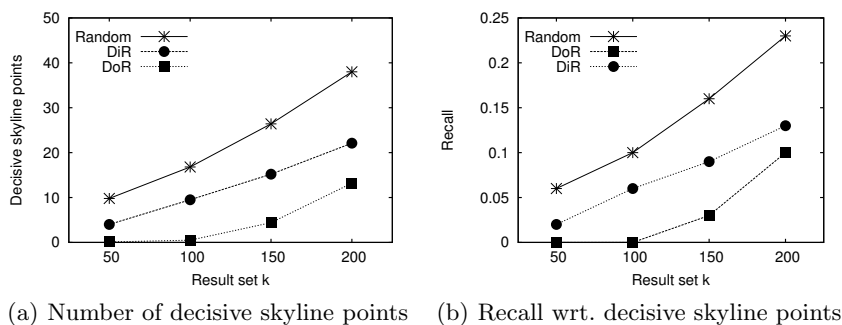 50
40
30
20
10
0
Decisive skyline points
Random
DiR
DoR
50 100 150 200
Result set k
(a) Number of decisive skyline points
0.25
0.2
0.15
0.1
0.05
0
Recall
Random
DoR
DiR
50 100 150 200
Result set k
(b) Recall wrt. decisive skyline points